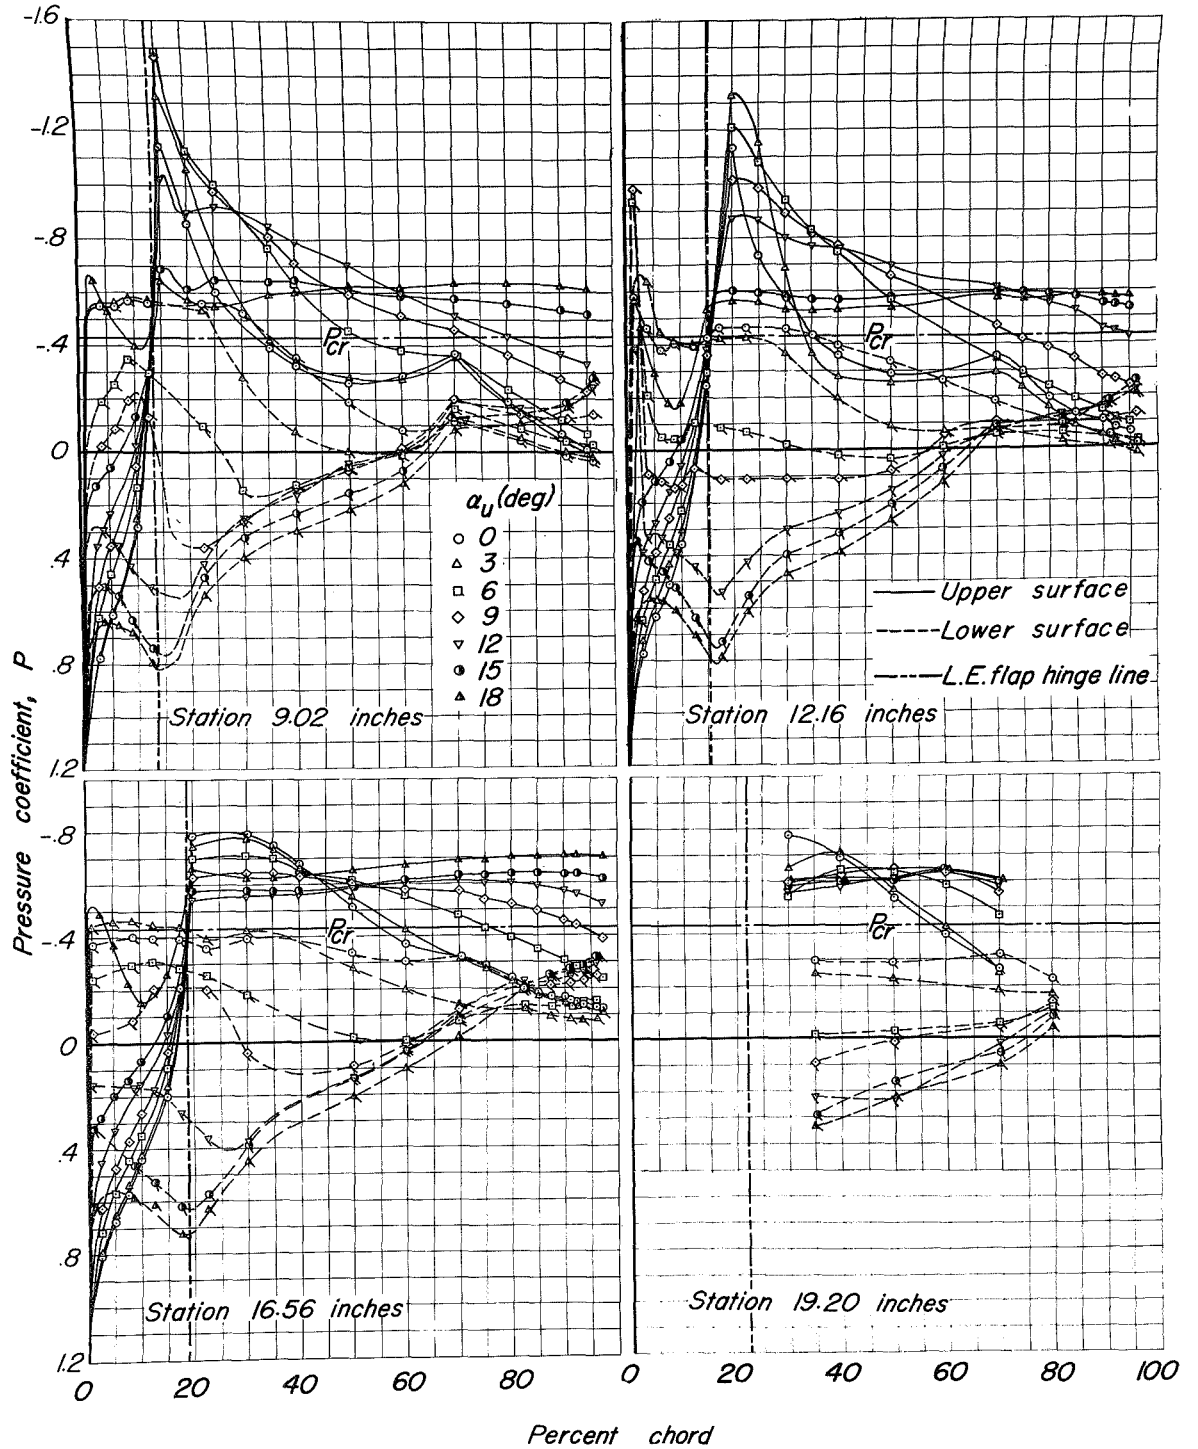 -1.6
-1.2
-.8
-.4
0
.4
.8
1.2
Pcr
αu (deg)
0
3
6
9
12
15
18
Station 9.02 inches
Pcr
Upper surface
Lower surface
L.E. flap hinge line
Station 12.16 inches
Pressure coefficient, P
-.8
-.4
0
.4
.8
1.2
Pcr
Station 16.56 inches
Pcr
Station 19.20 inches
0 20 40 60 80 0 20 40 60 80 100
Percent chord